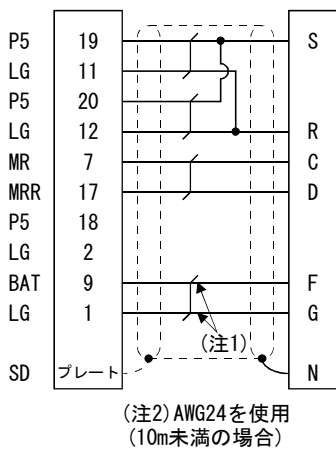 P5 19 S
LG 11
P5 20
LG 12 R
MR 7 C
MRR 17 D
P5 18
LG 2
BAT 9 F
LG 1 G
(注1)
SD プレート N
(注2)AWG24を使用
(10m未満の場合)